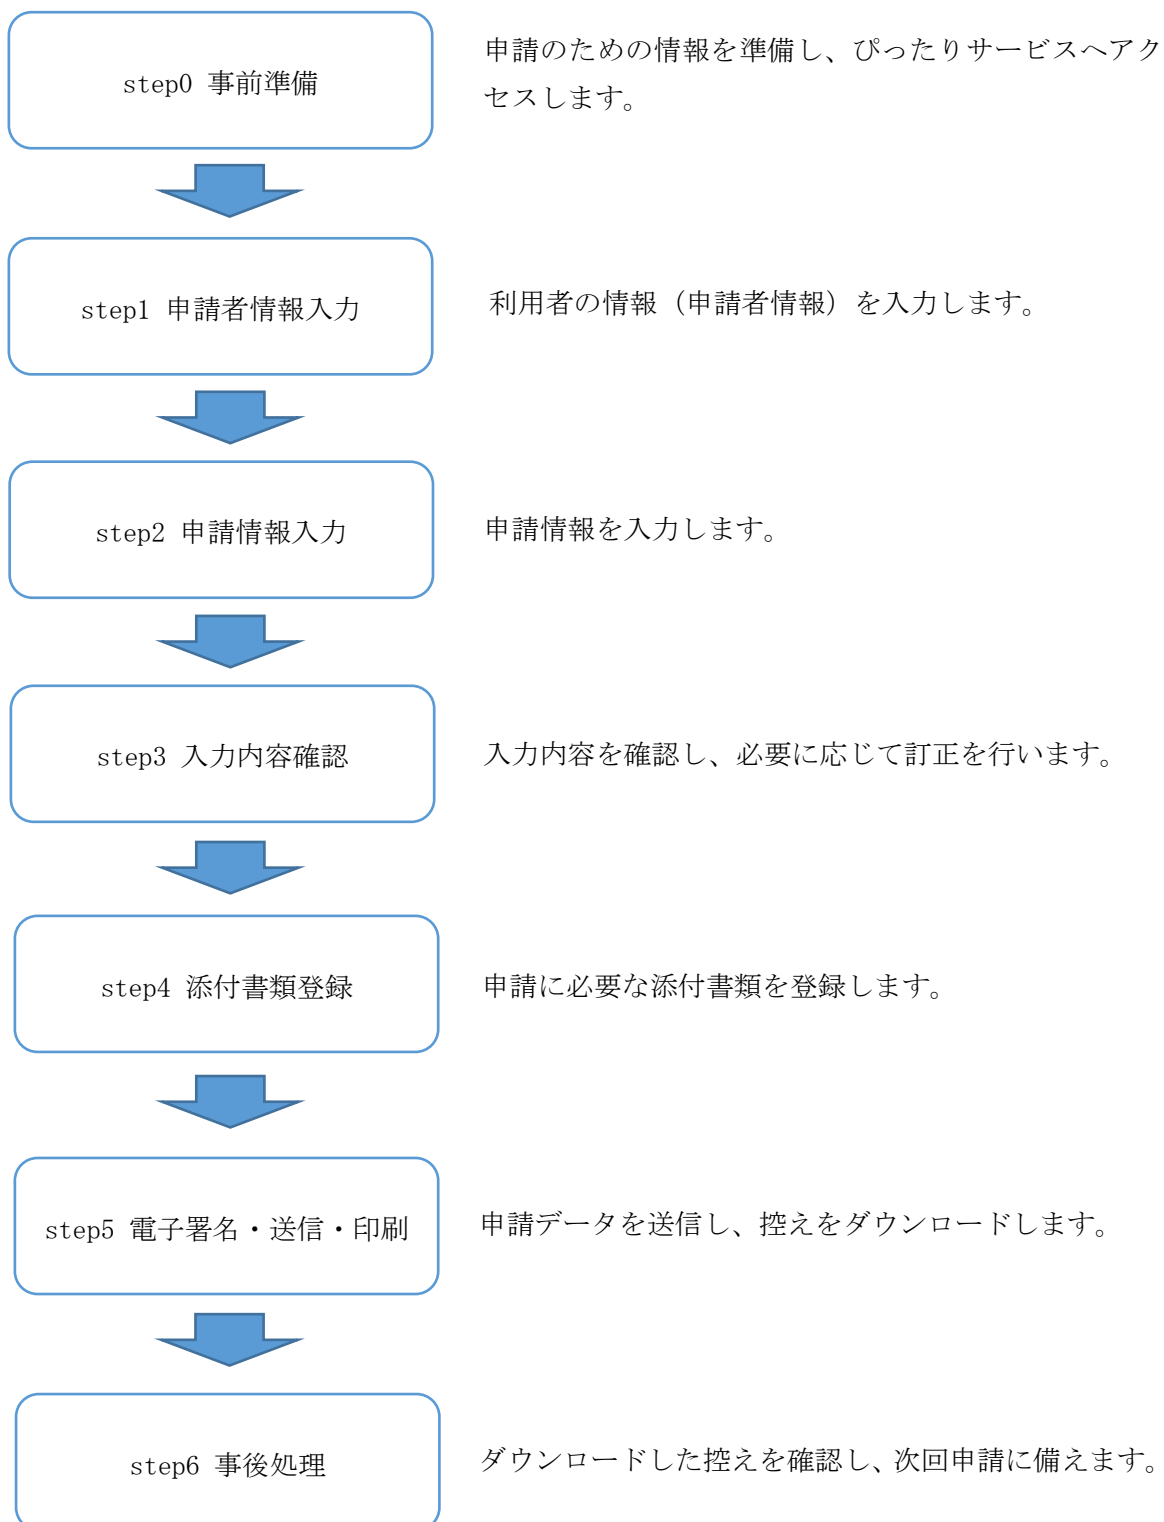 step0 事前準備
申請のための情報を準備し、ぴったりサービスへアク
セスします。
step1 申請者情報入力
利用者の情報（申請者情報）を入力します。
step2 申請情報入力
申請情報を入力します。
step3 入力内容確認
入力内容を確認し、必要に応じて訂正を行います。
step4 添付書類登録
申請に必要な添付書類を登録します。
step5 電子署名・送信・印刷
申請データを送信し、控えをダウンロードします。
step6 事後処理
ダウンロードした控えを確認し、次回申請に備えます。